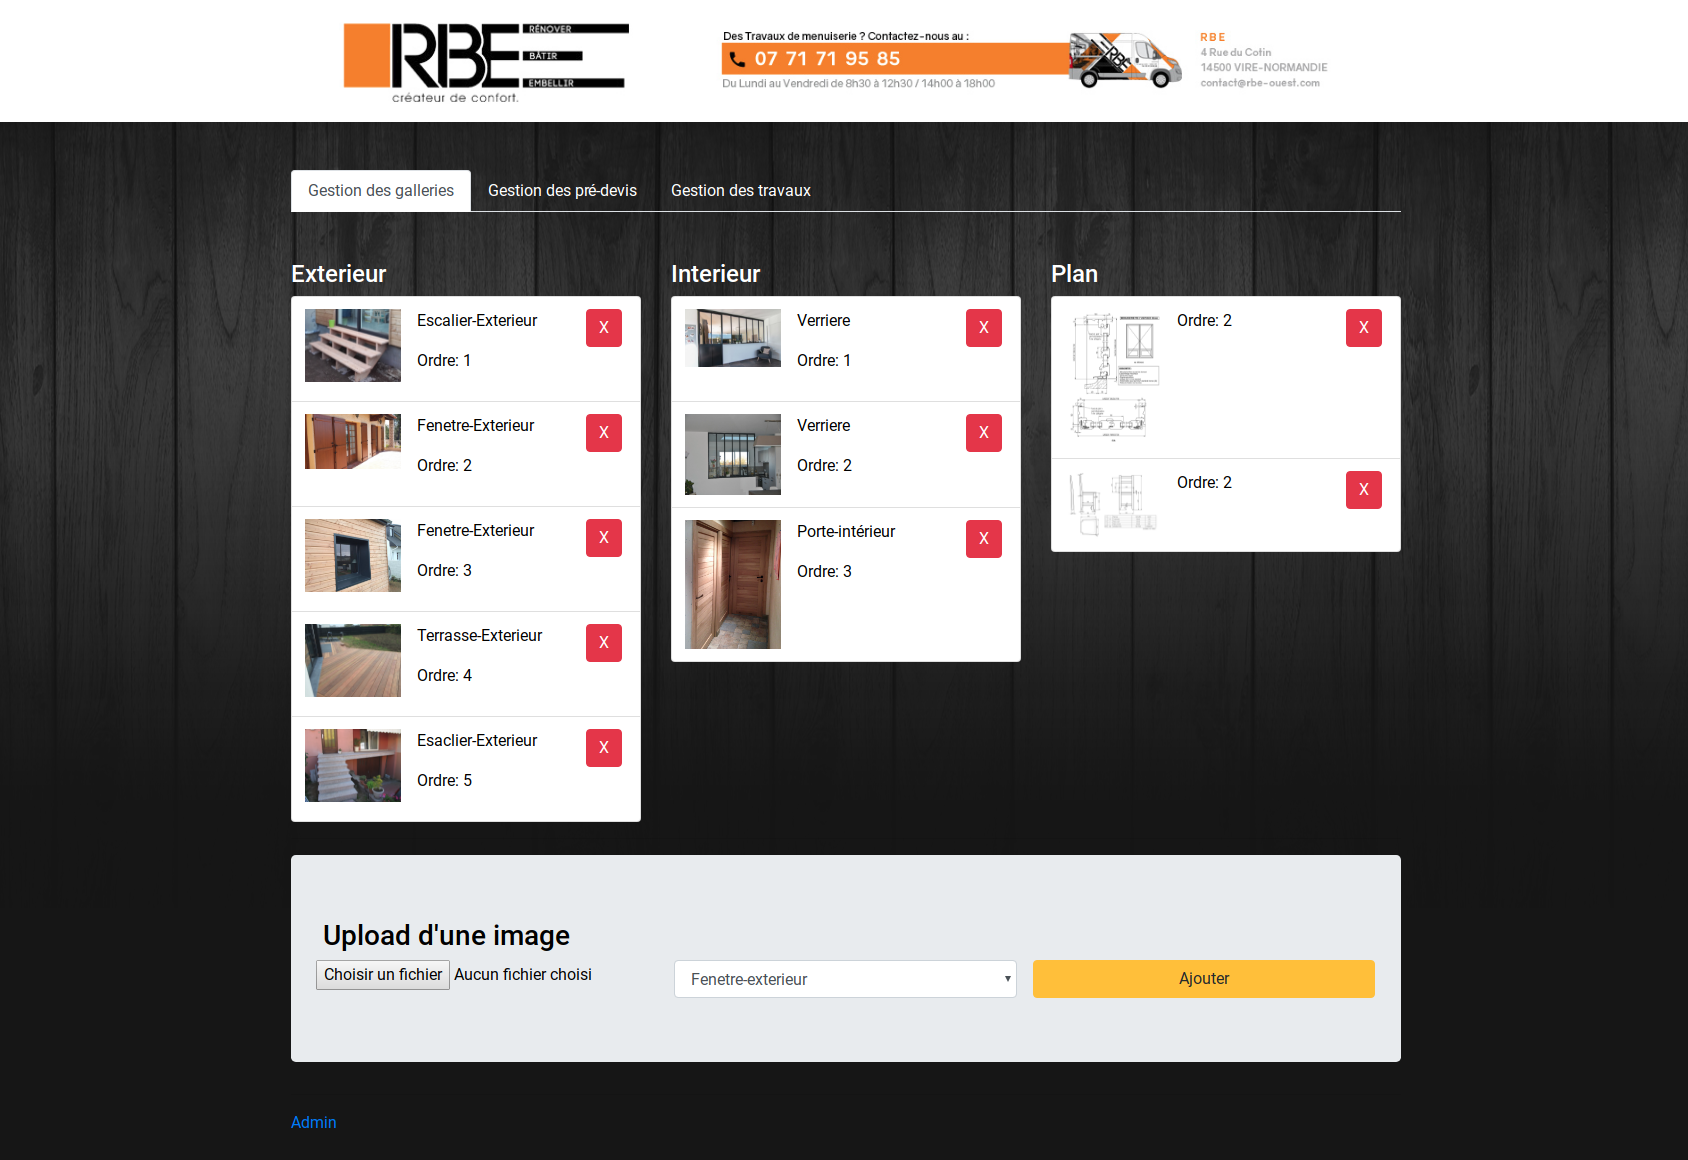 RBE
RÉNOVER
BÂTIR
EMBELLIR
créateur de confort.
Des Travaux de menuiserie ? Contactez-nous au :
07 71 71 95 85
Du Lundi au Vendredi de 8h30 à 12h30 / 14h00 à 18h00
RBE
RBE
4 Rue du Cotin
14500 VIRE-NORMANDIE
contact@rbe-ouest.com
Gestion des galleries
Gestion des pré-devis
Gestion des travaux
Exterieur
Escalier-Exterieur
X
Ordre: 1
Fenetre-Exterieur
X
Ordre: 2
Fenetre-Exterieur
X
Ordre: 3
Terrasse-Exterieur
X
Ordre: 4
Esaclier-Exterieur
X
Ordre: 5
Interieur
Verriere
X
Ordre: 1
Verriere
X
Ordre: 2
Porte-intérieur
X
Ordre: 3
Plan
Ordre: 2
X
Ordre: 2
X
Upload d'une image
Choisir un fichier Aucun fichier choisi
Fenetre-exterieur
Ajouter
Admin